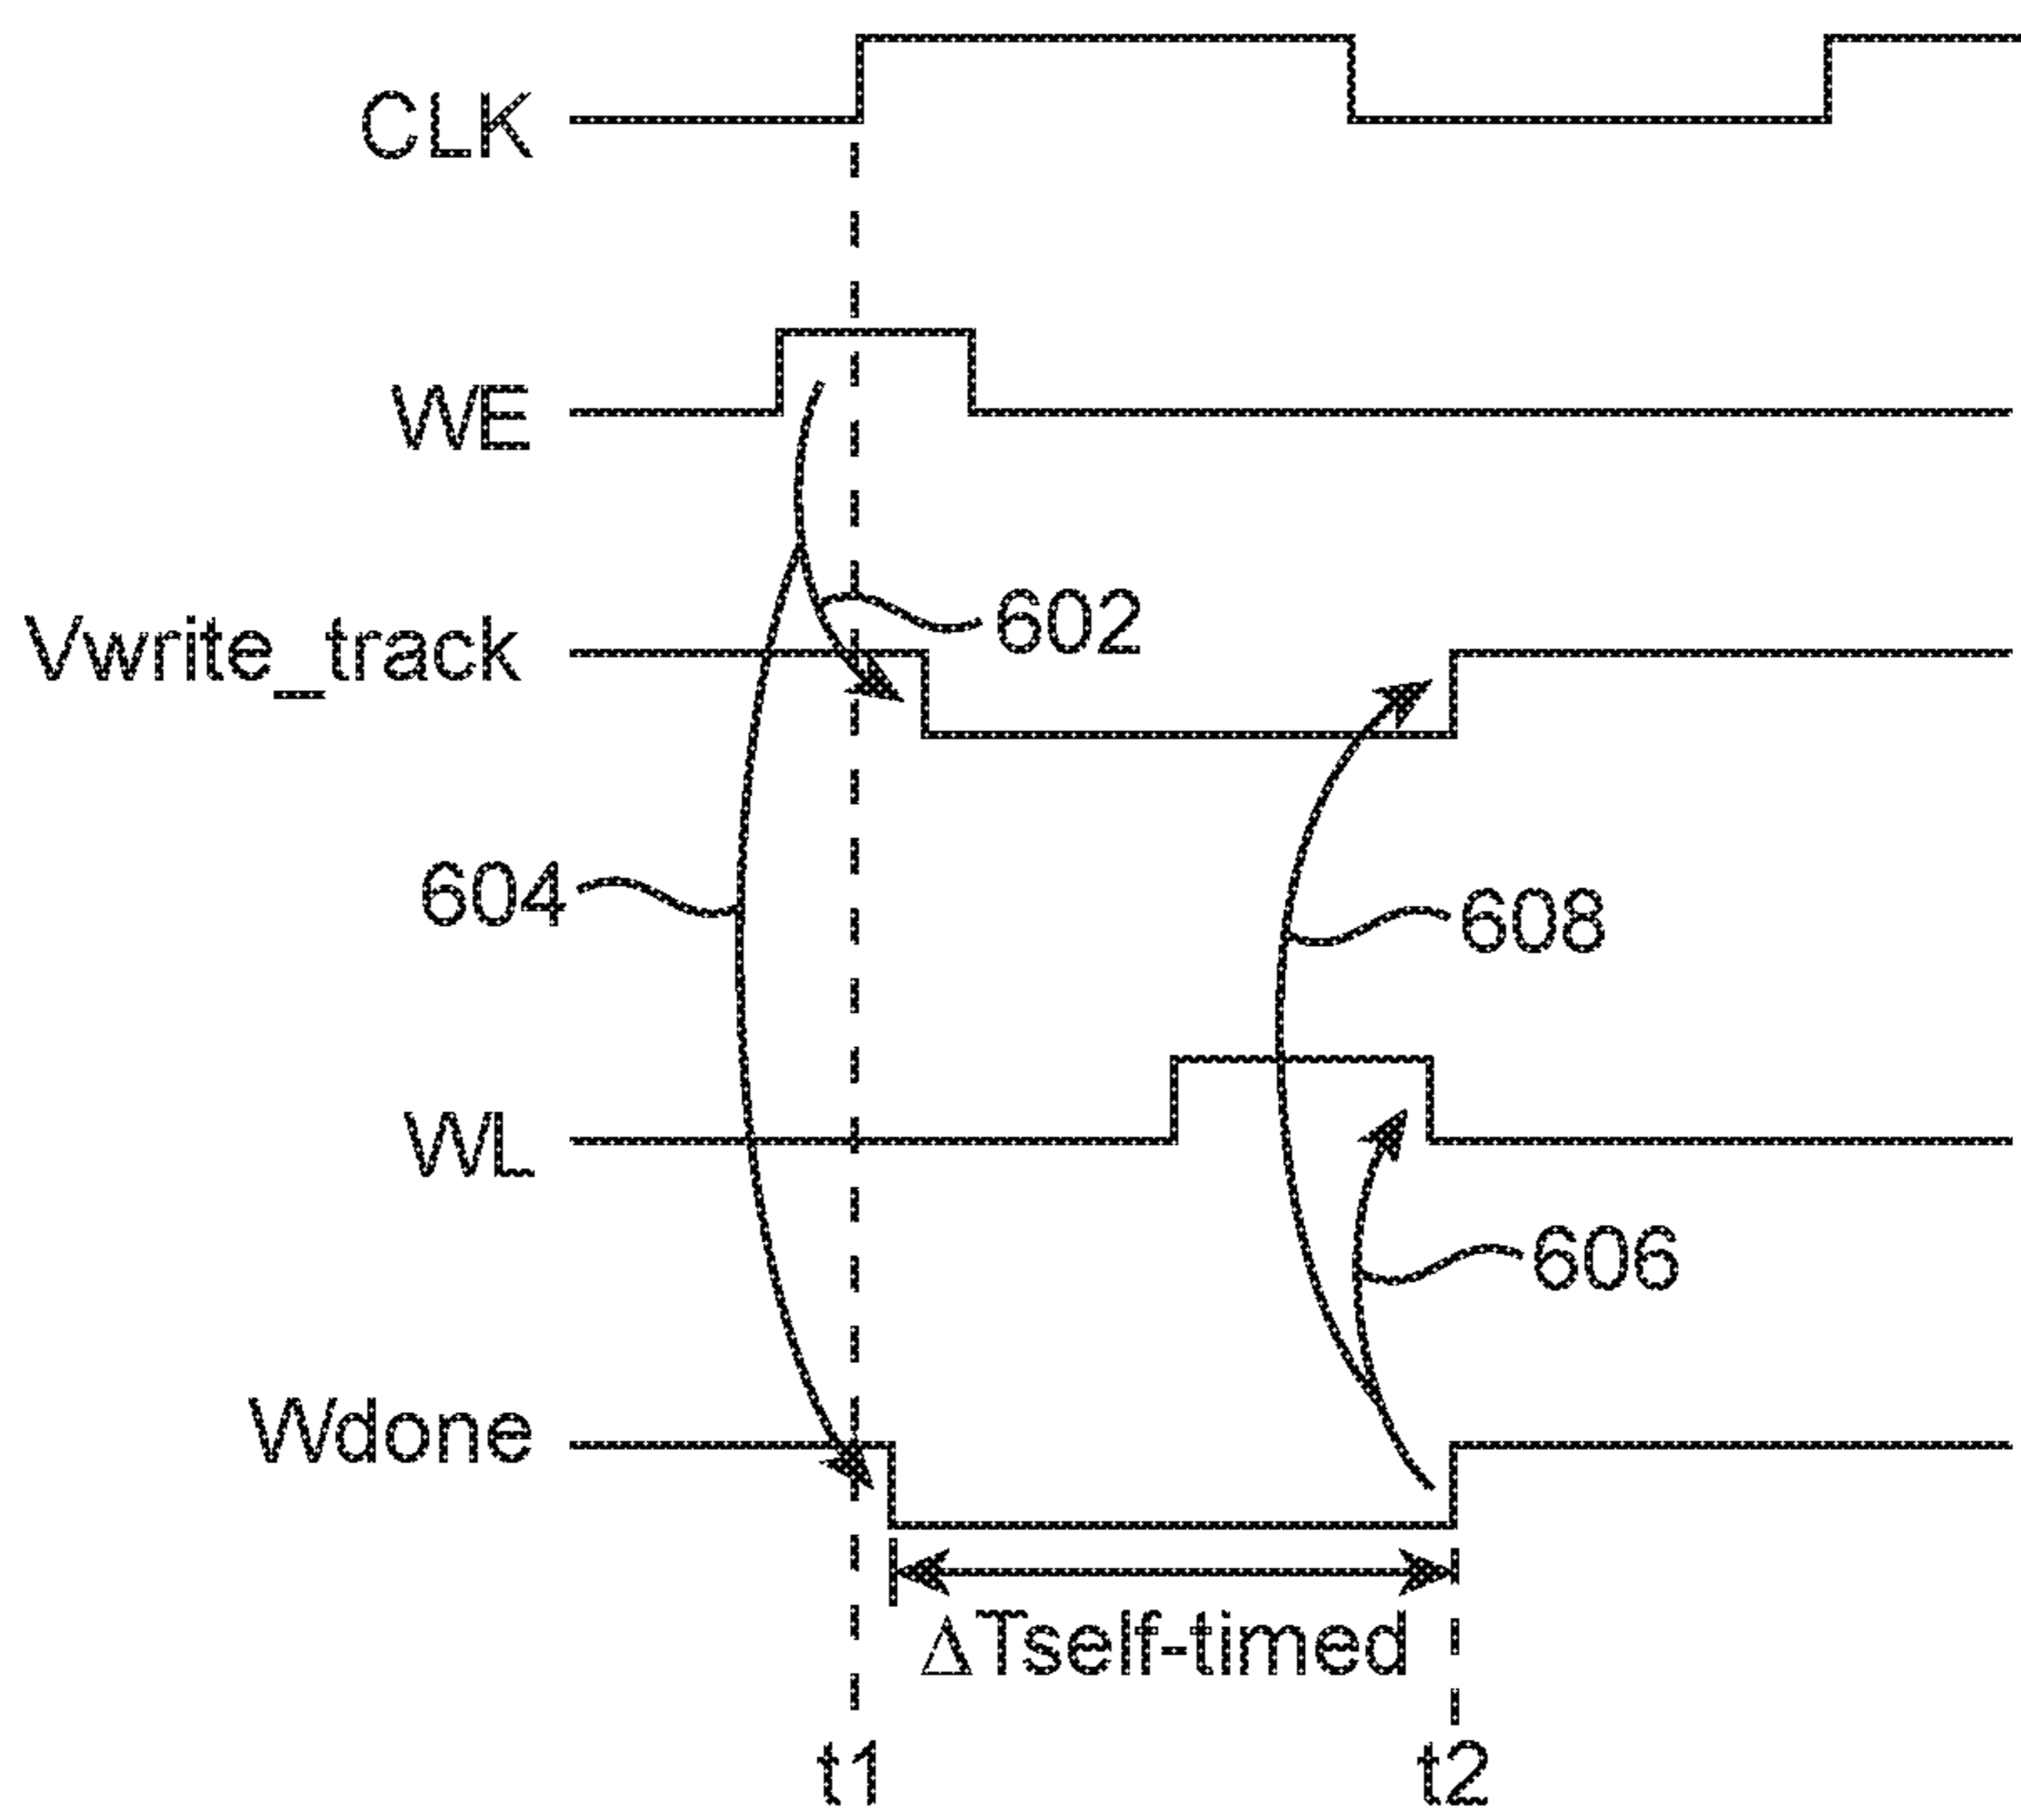 CLK
WE
Vwrite_track
602
604
608
WL
606
Wdone
ΔTself-timed
t1
t2